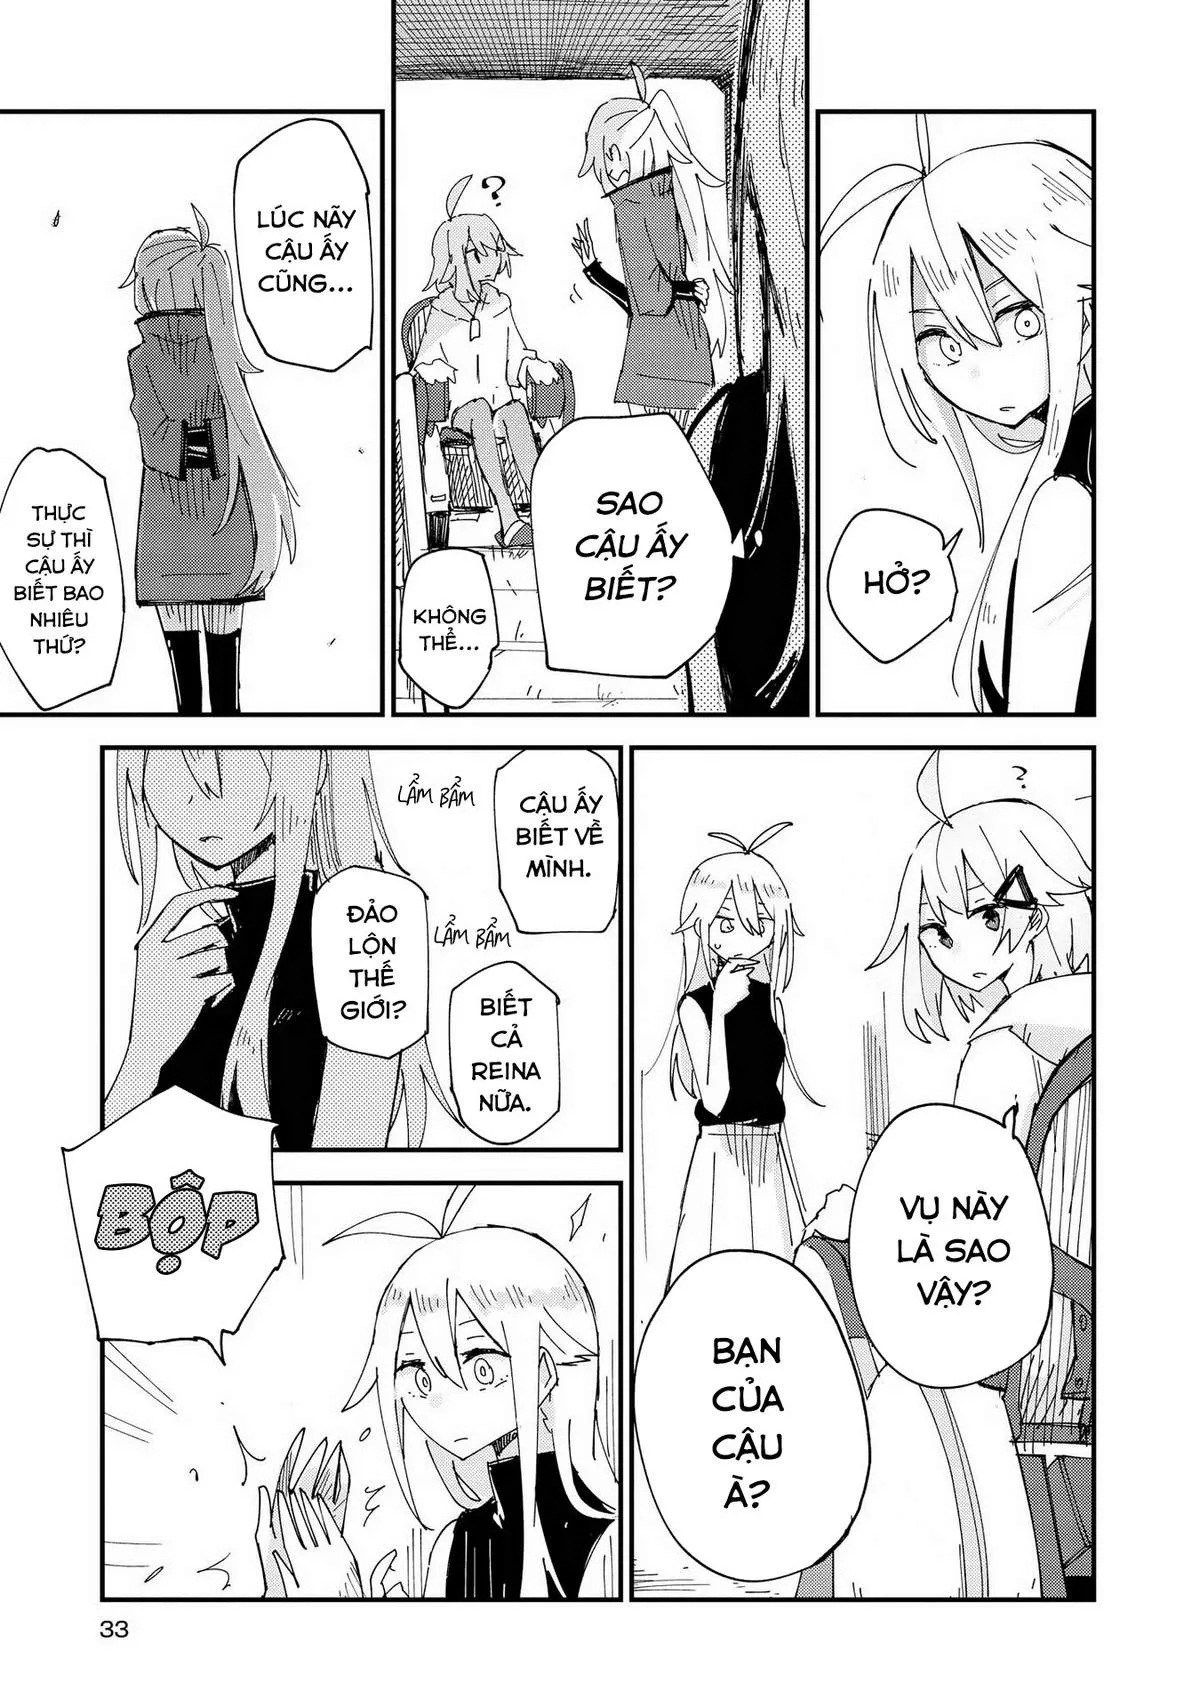 HỞ?
SAO
CẬU ẤY
BIẾT?
KHÔNG
THỂ...
LÚC NÃY
CẬU ẤY
CŨNG...
THỰC
SỰ THÌ
CẬU ẤY
BIẾT BAO
NHIÊU
THỨ?
?
?
VỤ NÀY
LÀ SAO
VẬY?
BẠN
CỦA
CẬU
À?
CẬU ẤY
BIẾT VỀ
MÌNH.
LẨM BẨM
BIẾT
CẢ
REINA
NỮA.
LẨM BẨM
ĐẢO
LỘN
THẾ
GIỚI?
BỘP
33